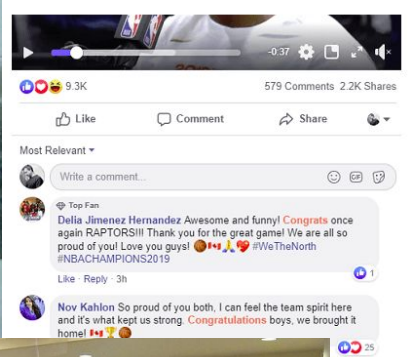 -0:37
9.3K 579 Comments 2.2K Shares
Like Comment Share
Most Relevant
Write a comment... GIF
Top Fan
Delia Jimenez Hernandez Awesome and funny! Congrats once
again RAPTORS!!! Thank you for the great game! We are all so
proud of you! Love you guys! 🏀🇨🇦🙏💖 #WeTheNorth
#NBACHAMPIONS2019
Like · Reply · 3h 1
Nov Kahlon So proud of you both, I can feel the team spirit here
and it's what kept us strong. Congratulations boys, we brought it
home! 🇨🇦🏆🏀
25